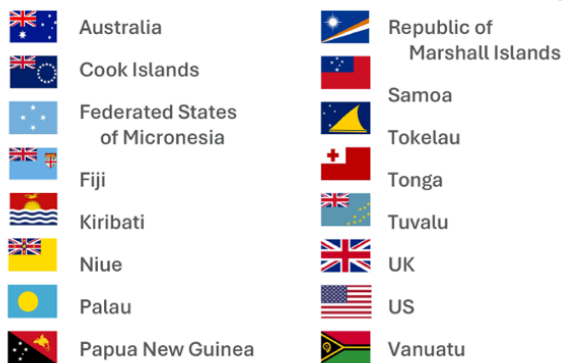 Australia
Cook Islands
Federated States
of Micronesia
Fiji
Kiribati
Niue
Palau
Papua New Guinea
Republic of
Marshall Islands
Samoa
Tokelau
Tonga
Tuvalu
UK
US
Vanuatu